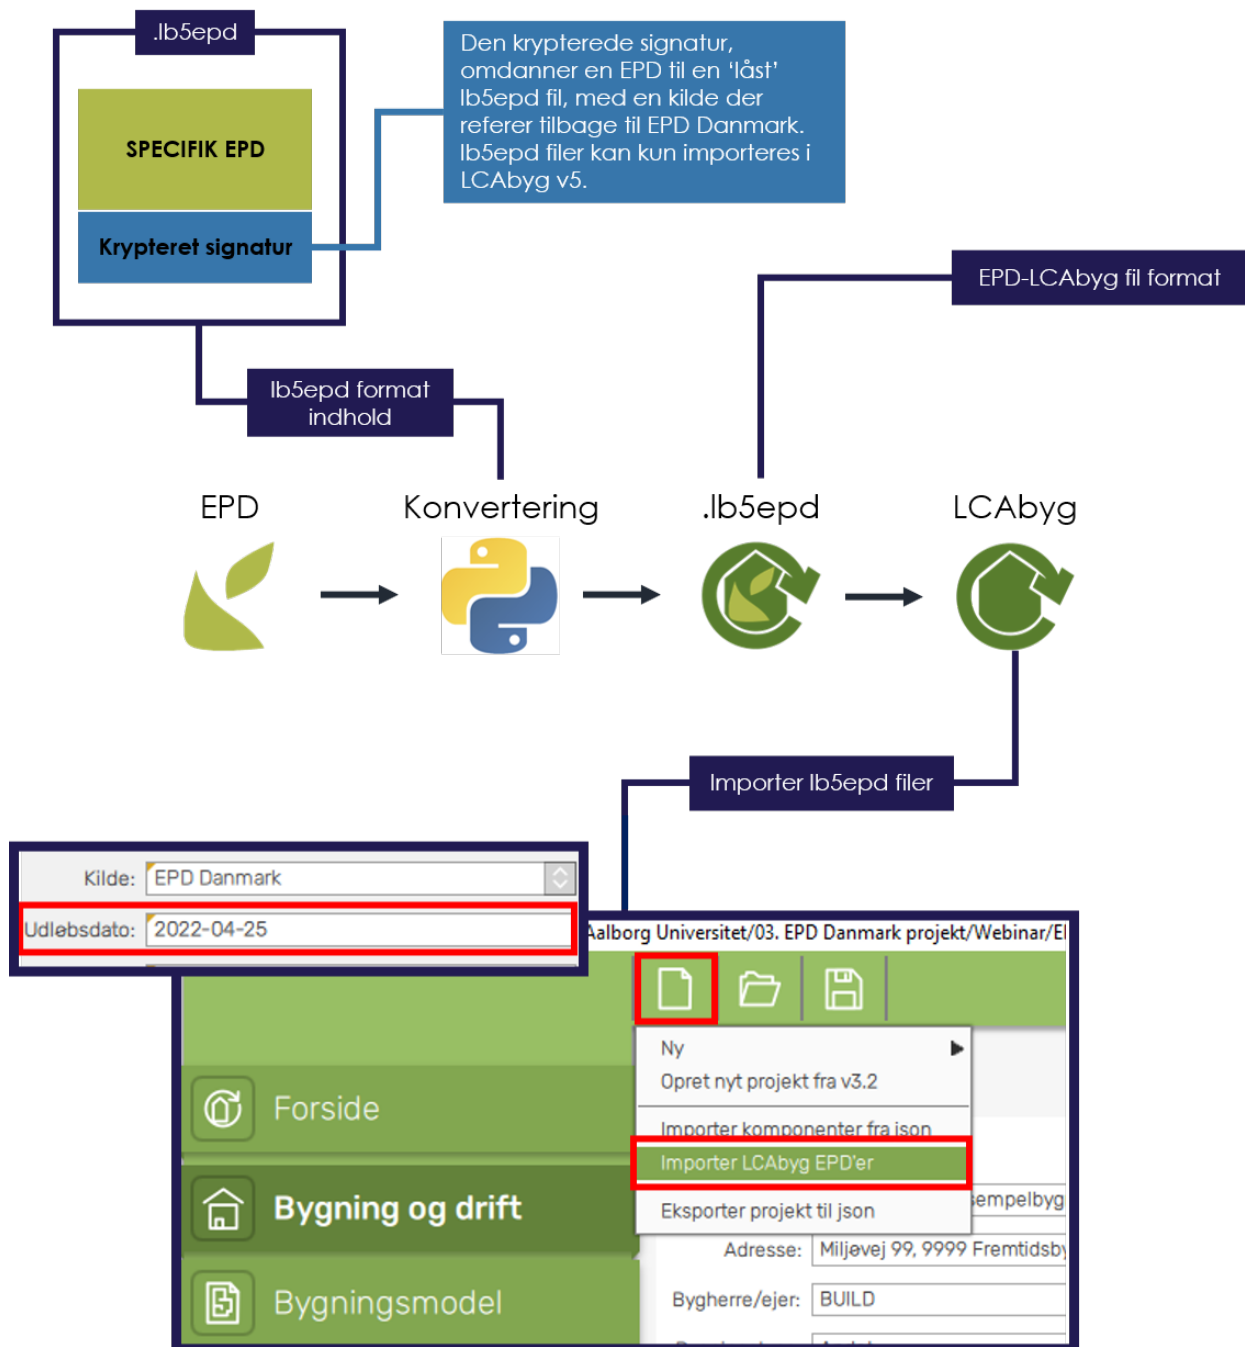 .lb5epd
SPECIFIK EPD
Krypteret signatur
Den krypterede signatur,
omdanner en EPD til en ‘låst’
lb5epd fil, med en kilde der
referer tilbage til EPD Danmark.
lb5epd filer kan kun importeres i
LCAbyg v5.
EPD-LCAbyg fil format
lb5epd format
indhold
EPD
Konvertering
.lb5epd
LCAbyg
Importer lb5epd filer
Kilde: EPD Danmark
Udløbsdato: 2022-04-25
Aalborg Universitet/03. EPD Danmark projekt/Webinar/El
Ny
Opret nyt projekt fra v3.2
Importer komponenter fra json
Importer LCAbyg EPD'er
Eksporter projekt til json
sempelbyg
Forside
Bygning og drift
Bygningsmodel
Adresse: Miljøvej 99, 9999 Fremtidsby
Bygherre/ejer: BUILD